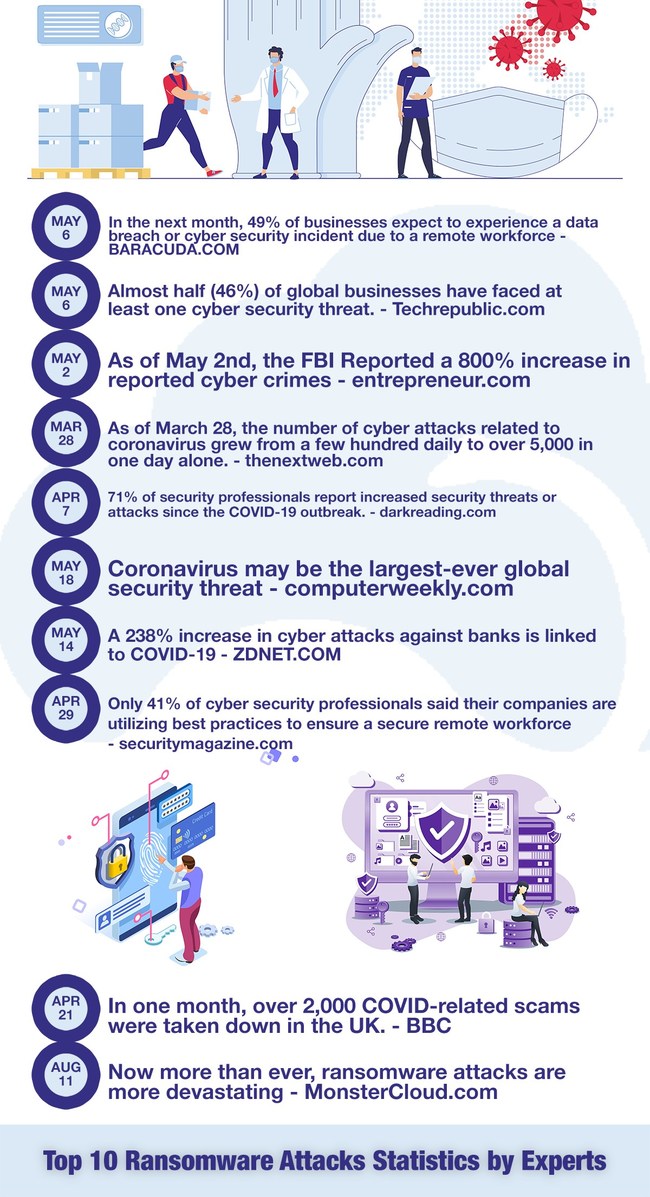 MAY
6
In the next month, 49% of businesses expect to experience a data
breach or cyber security incident due to a remote workforce -
BARACUDA.COM
MAY
6
Almost half (46%) of global businesses have faced at
least one cyber security threat. - Techrepublic.com
MAY
2
As of May 2nd, the FBI Reported a 800% increase in
reported cyber crimes - entrepreneur.com
MAR
28
As of March 28, the number of cyber attacks related to
coronavirus grew from a few hundred daily to over 5,000 in
one day alone. - thenextweb.com
APR
7
71% of security professionals report increased security threats or
attacks since the COVID-19 outbreak. - darkreading.com
MAY
18
Coronavirus may be the largest-ever global
security threat - computerweekly.com
MAY
14
A 238% increase in cyber attacks against banks is linked
to COVID-19 - ZDNET.COM
APR
29
Only 41% of cyber security professionals said their companies are
utilizing best practices to ensure a secure remote workforce
- securitymagazine.com
Credit Card
APR
21
In one month, over 2,000 COVID-related scams
were taken down in the UK. - BBC
AUG
11
Now more than ever, ransomware attacks are
more devastating - MonsterCloud.com
Top 10 Ransomware Attacks Statistics by Experts